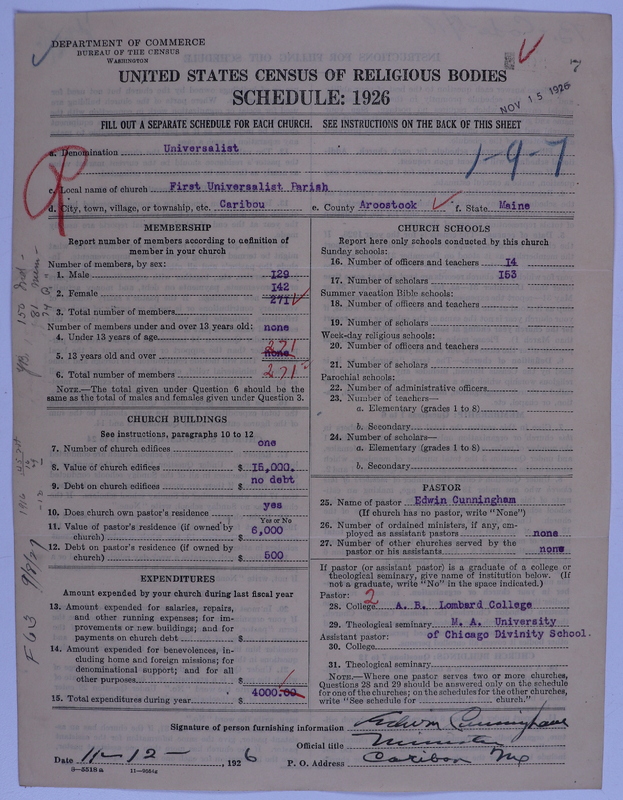 DEPARTMENT OF COMMERCE
BUREAU OF THE CENSUS
WASHINGTON
UNITED STATES CENSUS OF RELIGIOUS BODIES
SCHEDULE: 1926
NOV 15 1926
FILL OUT A SEPARATE SCHEDULE FOR EACH CHURCH. SEE INSTRUCTIONS ON THE BACK OF THIS SHEET
a. Denomination Universalist
1-9-7
c. Local name of church First Universalist Parish
d. City, town, village, or township, etc. Caribou e. County Aroostock f. State Maine
MEMBERSHIP
Report number of members according to definition of
member in your church
Number of members, by sex:
1. Male 129
2. Female 142
271
3. Total number of members
Number of members under and over 13 years old:
4. Under 13 years of age none
5. 13 years old and over none 271
6. Total number of members 271
NOTE.—The total given under Question 6 should be the
same as the total of males and females given under Question 3.
CHURCH BUILDINGS
See instructions, paragraphs 10 to 12
7. Number of church edifices one
8. Value of church edifices $ 15,000.
9. Debt on church edifices $ no debt
10. Does church own pastor's residence yes
Yes or No
11. Value of pastor's residence (if owned by
church) $ 6,000
12. Debt on pastor's residence (if owned by
church) $ 500
EXPENDITURES
Amount expended by your church during last fiscal year
13. Amount expended for salaries, repairs,
and other running expenses; for im-
provements or new buildings; and for
payments on church debt $
14. Amount expended for benevolences, in-
cluding home and foreign missions; for
denominational support; and for all
other purposes $
15. Total expenditures during year $ 4000.00
CHURCH SCHOOLS
Report here only schools conducted by this church
Sunday schools:
16. Number of officers and teachers 14
17. Number of scholars 153
Summer vacation Bible schools:
18. Number of officers and teachers
19. Number of scholars
Week-day religious schools:
20. Number of officers and teachers
21. Number of scholars
Parochial schools:
22. Number of administrative officers
23. Number of teachers—
a. Elementary (grades 1 to 8)
b. Secondary
24. Number of scholars—
a. Elementary (grades 1 to 8)
b. Secondary
PASTOR
25. Name of pastor Edwin Cunningham
(If church has no pastor, write "None")
26. Number of ordained ministers, if any, em-
ployed as assistant pastors none
27. Number of other churches served by the
pastor or his assistants none
If pastor (or assistant pastor) is a graduate of a college or
theological seminary, give name of institution below. (If
not a graduate, write "No" in the space indicated.)
Pastor: 2
28. College A. B. Lombard College
29. Theological seminary M. A. University
Assistant pastor: of Chicago Divinity School.
30. College
31. Theological seminary
NOTE.—Where one pastor serves two or more churches,
Questions 28 and 29 should be answered only on the schedule
for one of the churches; on the schedules for the other churches,
write "See schedule for church."
Signature of person furnishing information Edwin Cunningham
Official title Minister
Date 11-12- 1926 P. O. Address Caribou Me
9-5518a 11-9551g
F 63 9/8/27